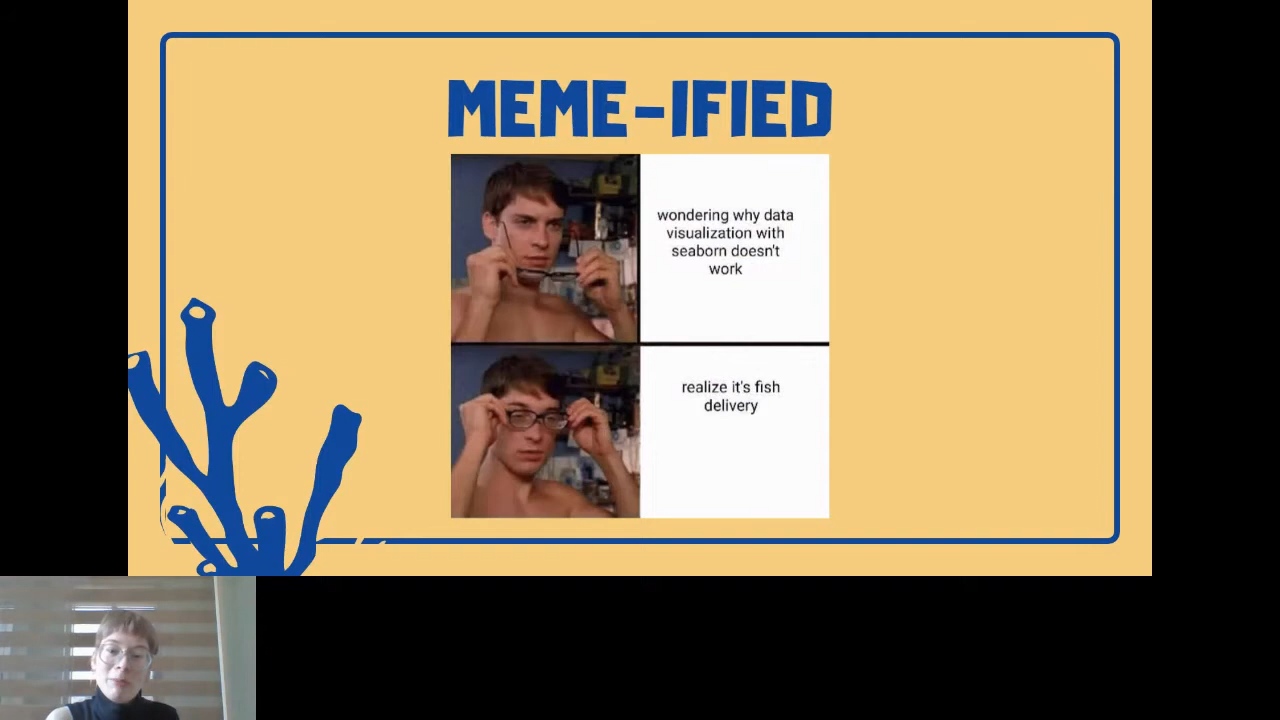 MEME-IFIED
wondering why data
visualization with
seaborn doesn't
work
realize it's fish
delivery